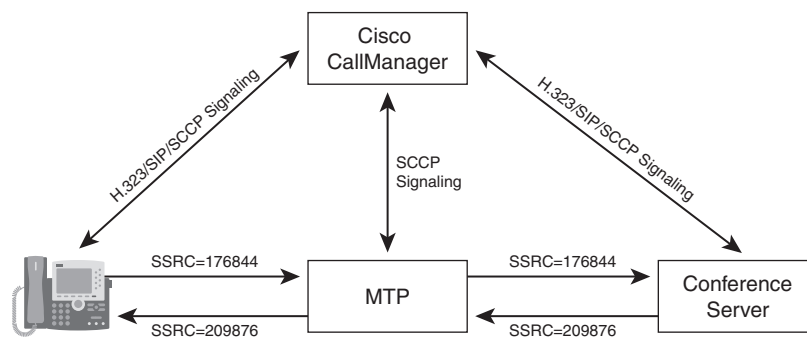 Cisco
CallManager
H.323/SIP/SCCP Signaling
SCCP
Signaling
H.323/SIP/SCCP Signaling
SSRC=176844
SSRC=176844
MTP
Conference
Server
SSRC=209876
SSRC=209876